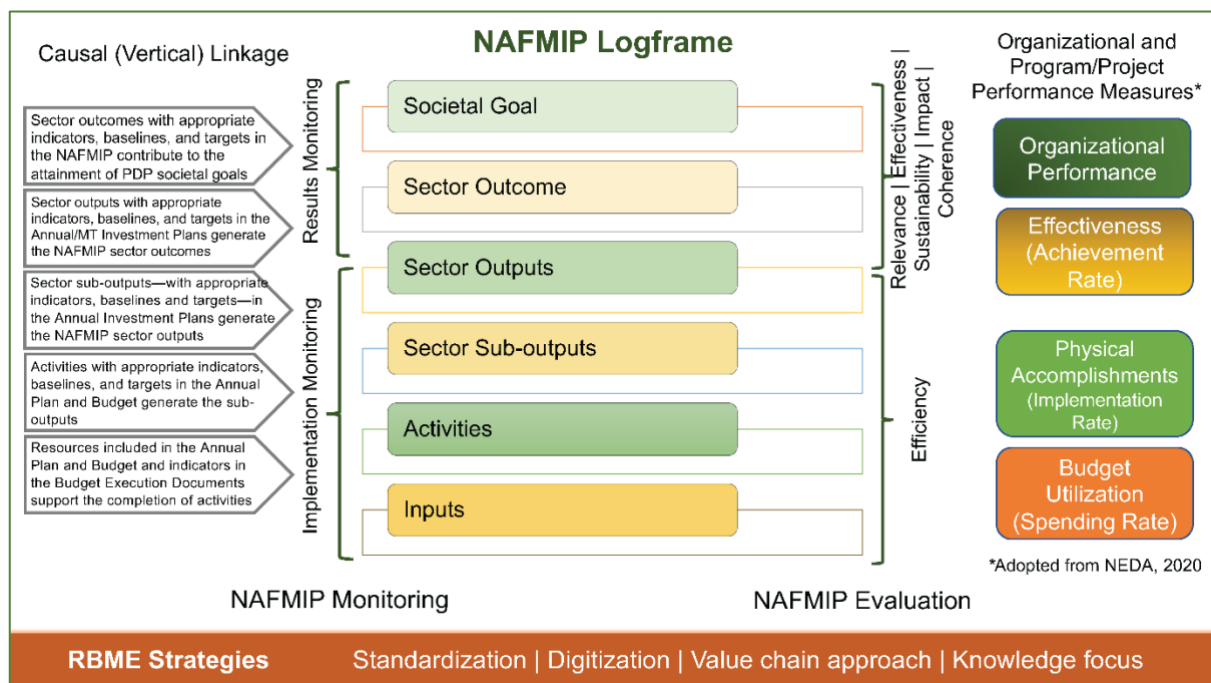 NAFMIP Logframe
Causal (Vertical) Linkage
Sector outcomes with appropriate
indicators, baselines, and targets in
the NAFMIP contribute to the
attainment of PDP societal goals
Sector outputs with appropriate
indicators, baselines, and targets in the
Annual/MT Investment Plans generate
the NAFMIP sector outcomes
Sector sub-outputs—with appropriate
indicators, baselines and targets—in
the Annual Investment Plans generate
the NAFMIP sector outputs
Activities with appropriate indicators,
baselines, and targets in the Annual
Plan and Budget generate the sub-
outputs
Resources included in the Annual
Plan and Budget and indicators in
the Budget Execution Documents
support the completion of activities
Results Monitoring
Implementation Monitoring
Societal Goal
Sector Outcome
Sector Outputs
Sector Sub-outputs
Activities
Inputs
Relevance | Effectiveness |
Sustainability | Impact |
Coherence
Efficiency
Organizational and
Program/Project
Performance Measures*
Organizational
Performance
Effectiveness
(Achievement
Rate)
Physical
Accomplishments
(Implementation
Rate)
Budget
Utilization
(Spending Rate)
*Adopted from NEDA, 2020
NAFMIP Monitoring
NAFMIP Evaluation
RBME Strategies
Standardization | Digitization | Value chain approach | Knowledge focus